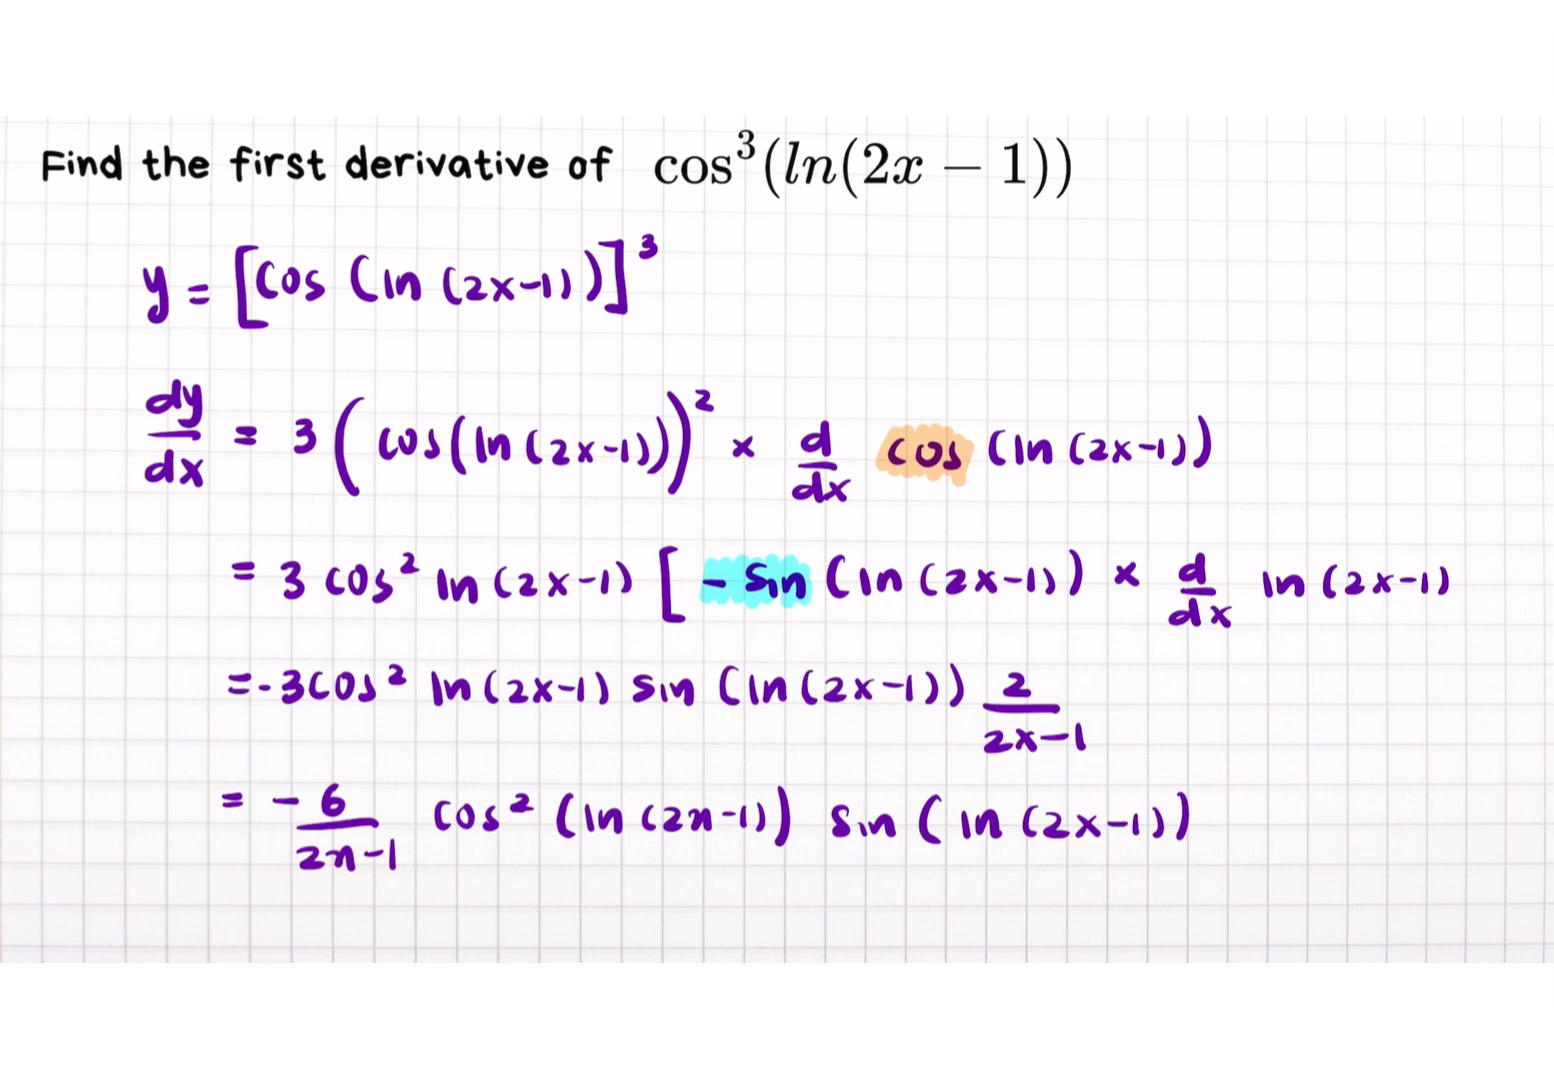 Find the first derivative of cos³(ln(2x − 1))
y = [cos (ln (2x-1))]³
dy/dx = 3 (cos(ln (2x-1)))² × d/dx cos (ln (2x-1))
= 3 cos² ln (2x-1) [ - sin (ln (2x-1)) × d/dx ln (2x-1)
= - 3cos² ln (2x-1) sin (ln (2x-1)) 2/2x-1
= - 6/2x-1 cos² (ln (2x-1)) sin ( ln (2x-1))